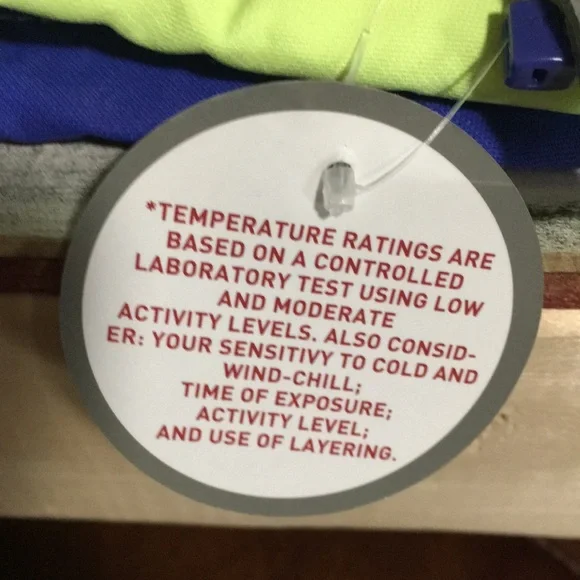 *TEMPERATURE RATINGS ARE
BASED ON A CONTROLLED
LABORATORY TEST USING LOW
AND MODERATE
ACTIVITY LEVELS. ALSO CONSID-
ER: YOUR SENSITIVY TO COLD AND
WIND-CHILL;
TIME OF EXPOSURE;
ACTIVITY LEVEL;
AND USE OF LAYERING.